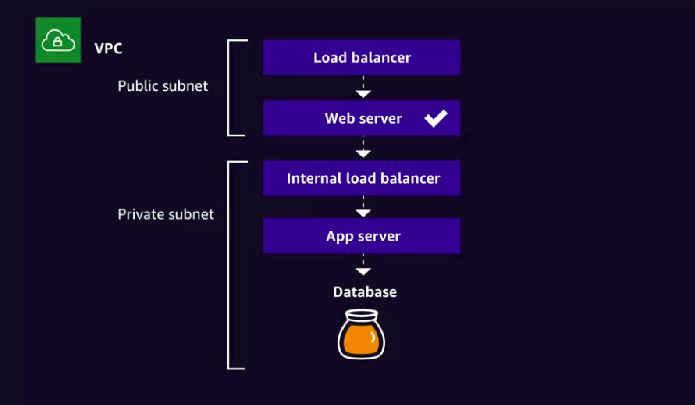 VPC
Public subnet
Load balancer
Web server
Private subnet
Internal load balancer
App server
Database